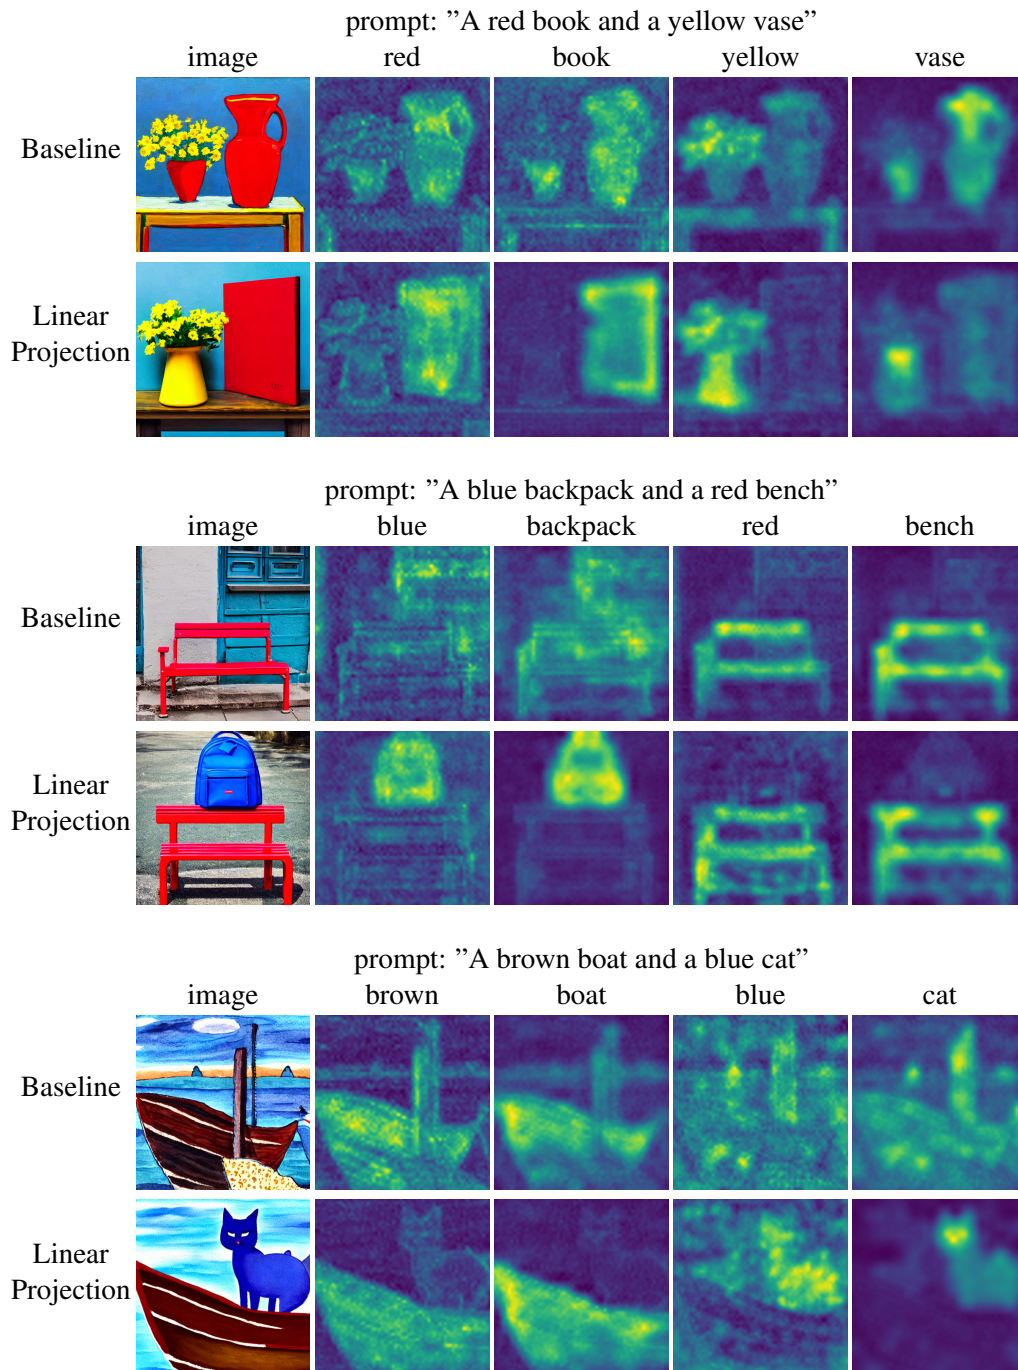 prompt: ”A red book and a yellow vase”
image red book yellow vase
Baseline
Linear
Projection
prompt: ”A blue backpack and a red bench”
image blue backpack red bench
Baseline
Linear
Projection
prompt: ”A brown boat and a blue cat”
image brown boat blue cat
Baseline
Linear
Projection